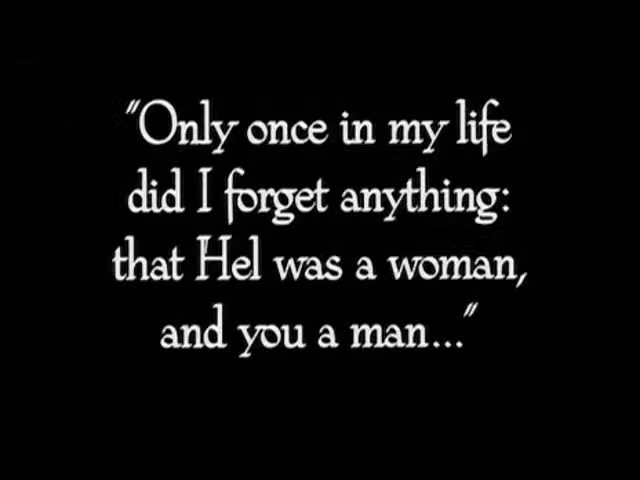 "Only once in my life
did I forget anything:
that Hel was a woman,
and you a man..."